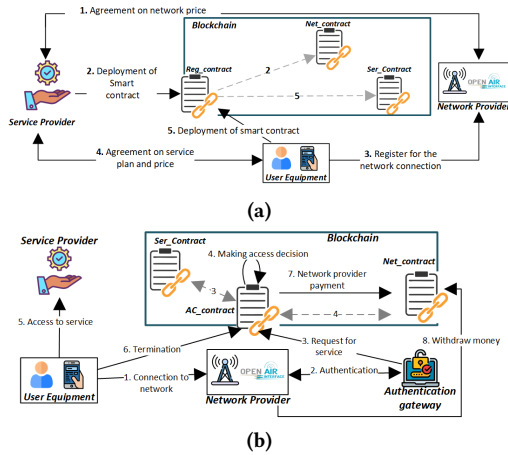 1. Agreement on network price
Blockchain
Net_contract
2. Deployment of
Smart
contract
Reg_contract
2
Ser_Contract
5
OPEN AIR
INTERFACE
Service Provider
Network Provider
5. Deployment of smart contract
4. Agreement on service
plan and price
3. Register for the
network connection
User Equipment
(a)
Service Provider
Ser_Contract
Blockchain
4. Making access decision
Net_contract
7. Network provider
payment
3
AC_contract
4
5. Access to service
6. Termination
3. Request for
service
8. Withdraw money
1. Connection to
network
OPEN AIR
INTERFACE
2. Authentication
User Equipment
Network Provider
Authentication
gateway
(b)